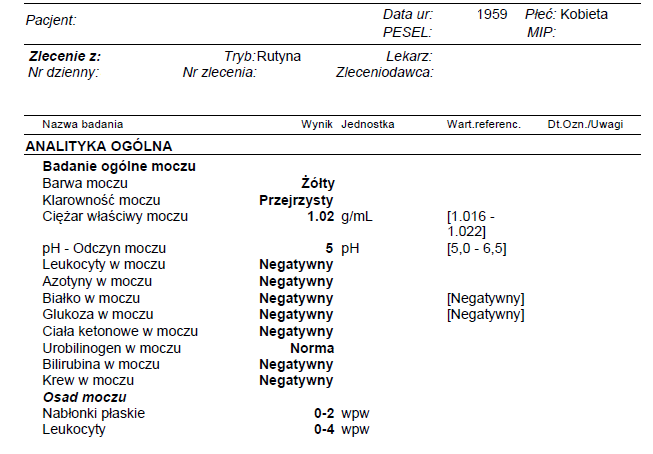 Pacjent: Data ur: 1959 Płeć: Kobieta
PESEL: MIP:
Zlecenie z: Tryb:Rutyna Lekarz:
Nr dzienny: Nr zlecenia: Zleceniodawca:
Nazwa badania Wynik Jednostka Wart.referenc. Dt.Ozn./Uwagi
ANALITYKA OGÓLNA
Badanie ogólne moczu
Barwa moczu Żółty
Klarowność moczu Przejrzysty
Ciężar właściwy moczu 1.02 g/mL [1.016 -
1.022]
pH - Odczyn moczu 5 pH [5,0 - 6,5]
Leukocyty w moczu Negatywny
Azotyny w moczu Negatywny
Białko w moczu Negatywny [Negatywny]
Glukoza w moczu Negatywny [Negatywny]
Ciała ketonowe w moczu Negatywny
Urobilinogen w moczu Norma
Bilirubina w moczu Negatywny
Krew w moczu Negatywny
Osad moczu
Nabłonki płaskie 0-2 wpw
Leukocyty 0-4 wpw